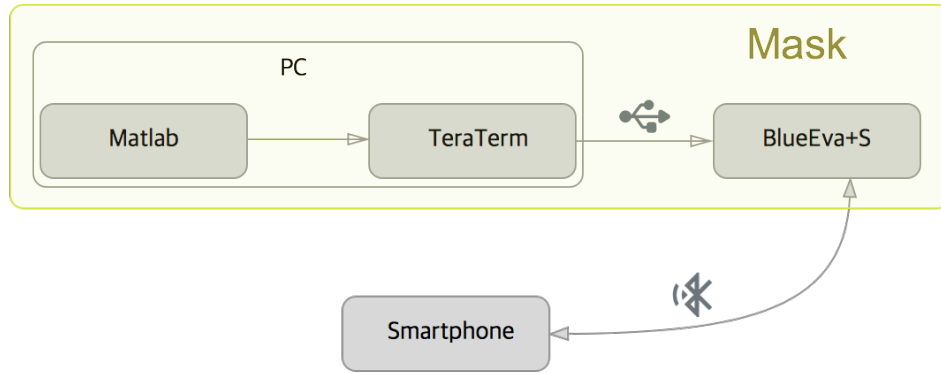 Mask
PC
Matlab
TeraTerm
BlueEva+S
Smartphone